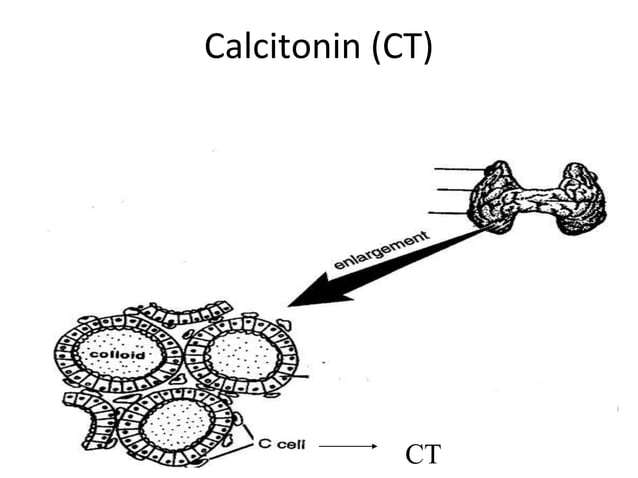 Calcitonin (CT)
enlargement
colloid
C cell
CT